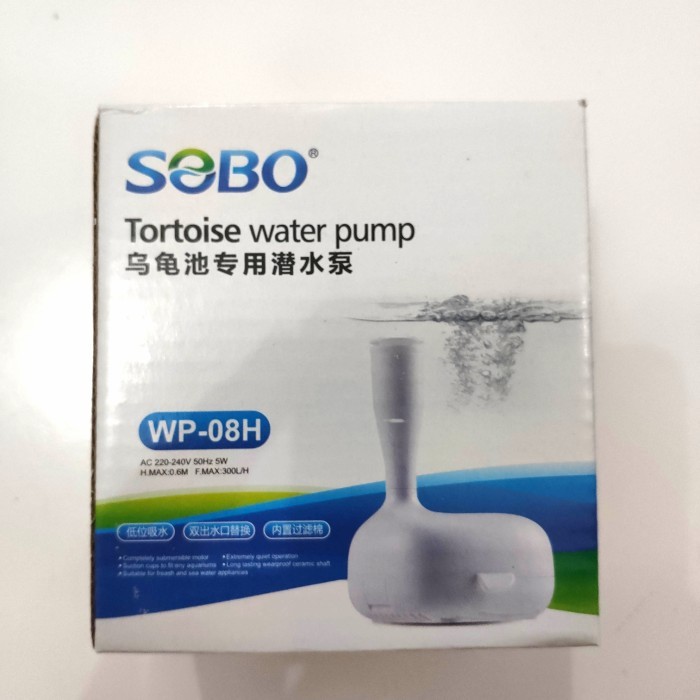 SOBO®
Tortoise water pump
乌龟池专用潜水泵
WP-08H
AC 220-240V 50Hz 5W
H.MAX:0.6M F.MAX:300L/H
低位吸水 双出水口替换 内置过滤棉
Completely submersible motor Extremely quiet operation
Suction cups to fit any aquariums Long lasting wearproof ceramic shaft
Suitable for freash and sea water appliances